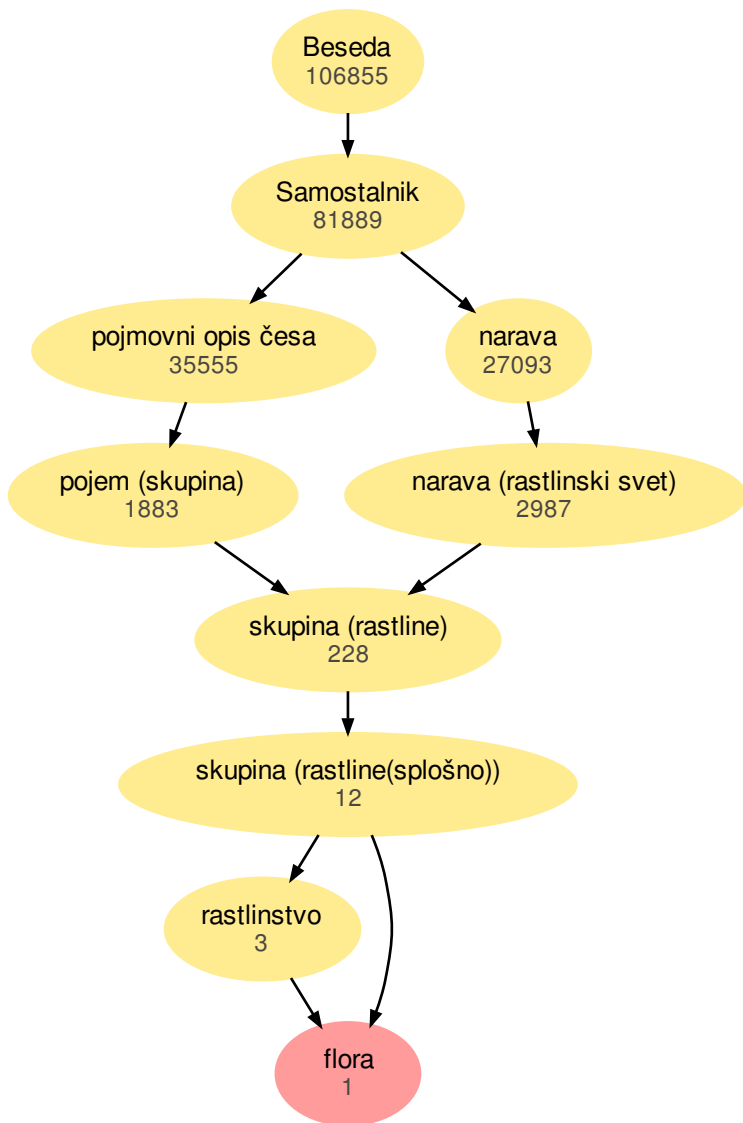 Beseda
106855
Samostalnik
81889
pojmovni opis česa
35555
narava
27093
pojem (skupina)
1883
narava (rastlinski svet)
2987
skupina (rastline)
228
skupina (rastline(splošno))
12
rastlinstvo
3
flora
1